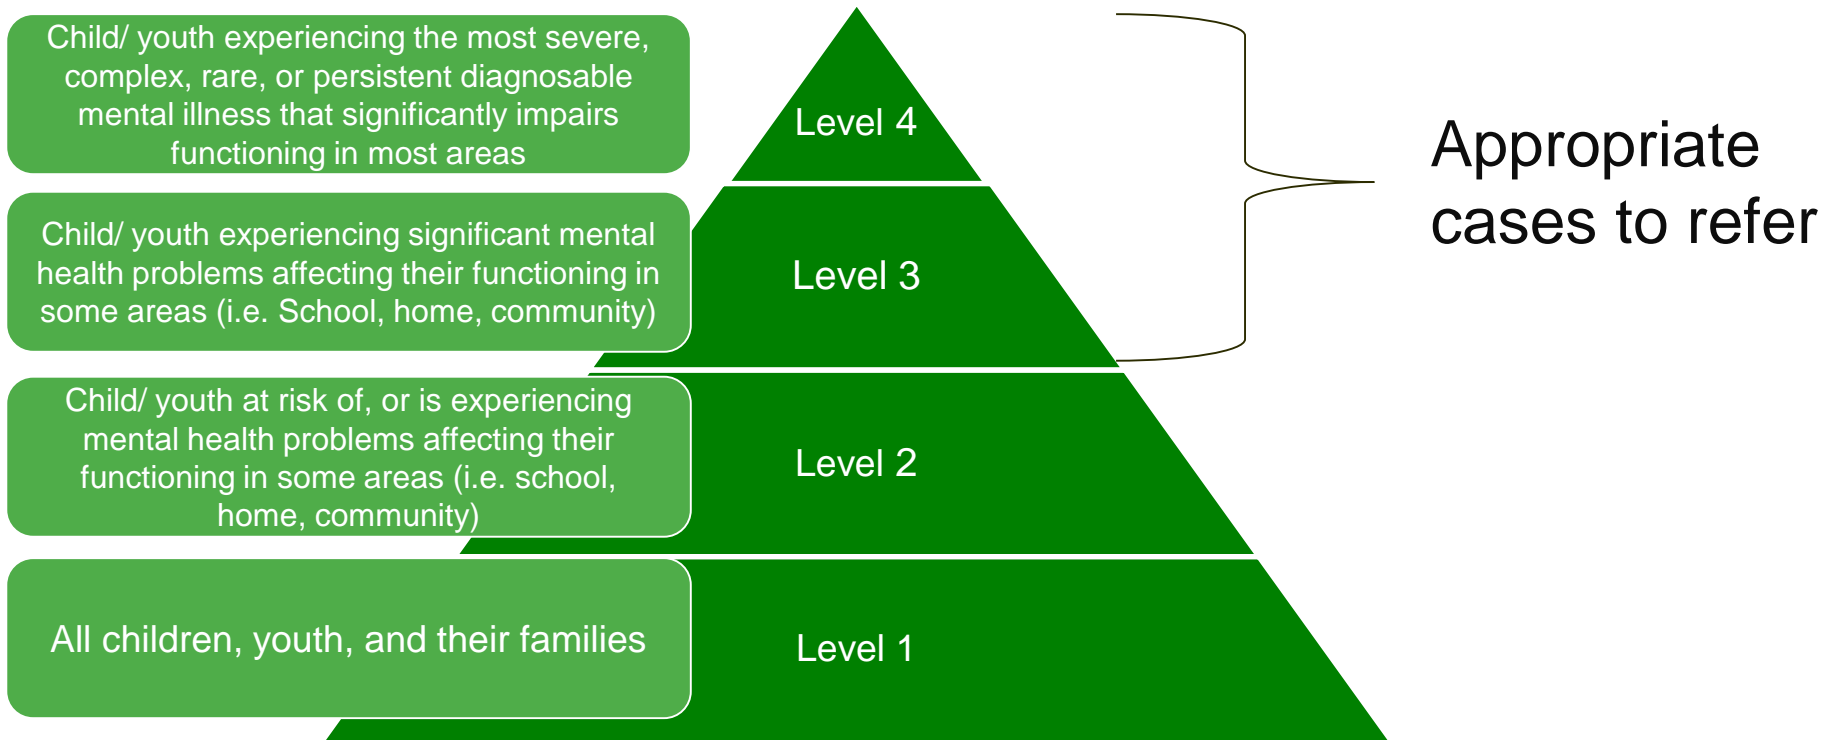 Child/ youth experiencing the most severe,
complex, rare, or persistent diagnosable
mental illness that significantly impairs
functioning in most areas
Level 4
Appropriate
cases to refer
Child/ youth experiencing significant mental
health problems affecting their functioning in
some areas (i.e. School, home, community)
Level 3
Child/ youth at risk of, or is experiencing
mental health problems affecting their
functioning in some areas (i.e. school,
home, community)
Level 2
All children, youth, and their families
Level 1